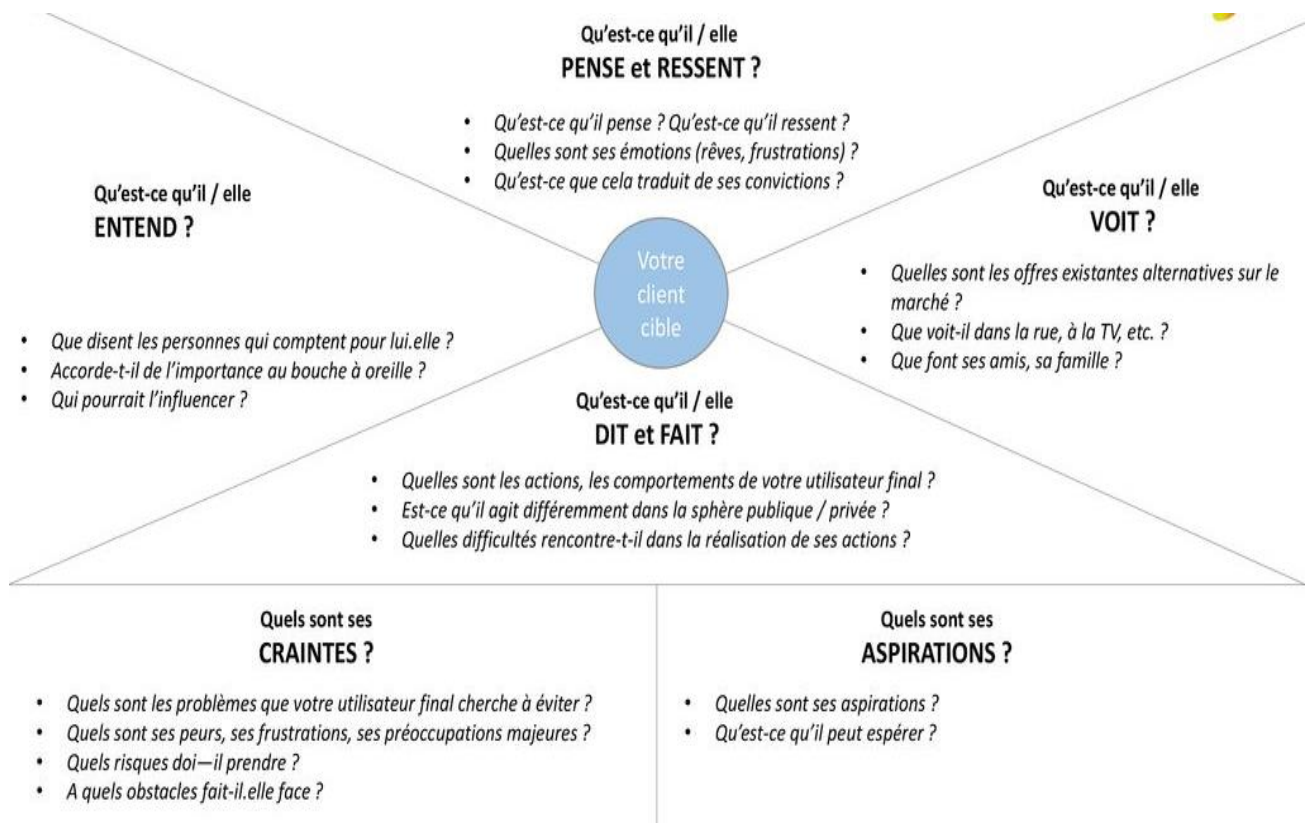 Qu'est-ce qu'il / elle
PENSE et RESSENT ?
• Qu'est-ce qu'il pense ? Qu'est-ce qu'il ressent ?
• Quelles sont ses émotions (rêves, frustrations) ?
• Qu'est-ce que cela traduit de ses convictions ?
Qu'est-ce qu'il / elle
ENTEND ?
• Que disent les personnes qui comptent pour lui.elle ?
• Accorde-t-il de l'importance au bouche à oreille ?
• Qui pourrait l'influencer ?
Votre
client
cible
Qu'est-ce qu'il / elle
VOIT ?
• Quelles sont les offres existantes alternatives sur le
marché ?
• Que voit-il dans la rue, à la TV, etc. ?
• Que font ses amis, sa famille ?
Qu'est-ce qu'il / elle
DIT et FAIT ?
• Quelles sont les actions, les comportements de votre utilisateur final ?
• Est-ce qu'il agit différemment dans la sphère publique / privée ?
• Quelles difficultés rencontre-t-il dans la réalisation de ses actions ?
Quels sont ses
CRAINTES ?
• Quels sont les problèmes que votre utilisateur final cherche à éviter ?
• Quels sont ses peurs, ses frustrations, ses préoccupations majeures ?
• Quels risques doi—il prendre ?
• A quels obstacles fait-il.elle face ?
Quels sont ses
ASPIRATIONS ?
• Quelles sont ses aspirations ?
• Qu'est-ce qu'il peut espérer ?